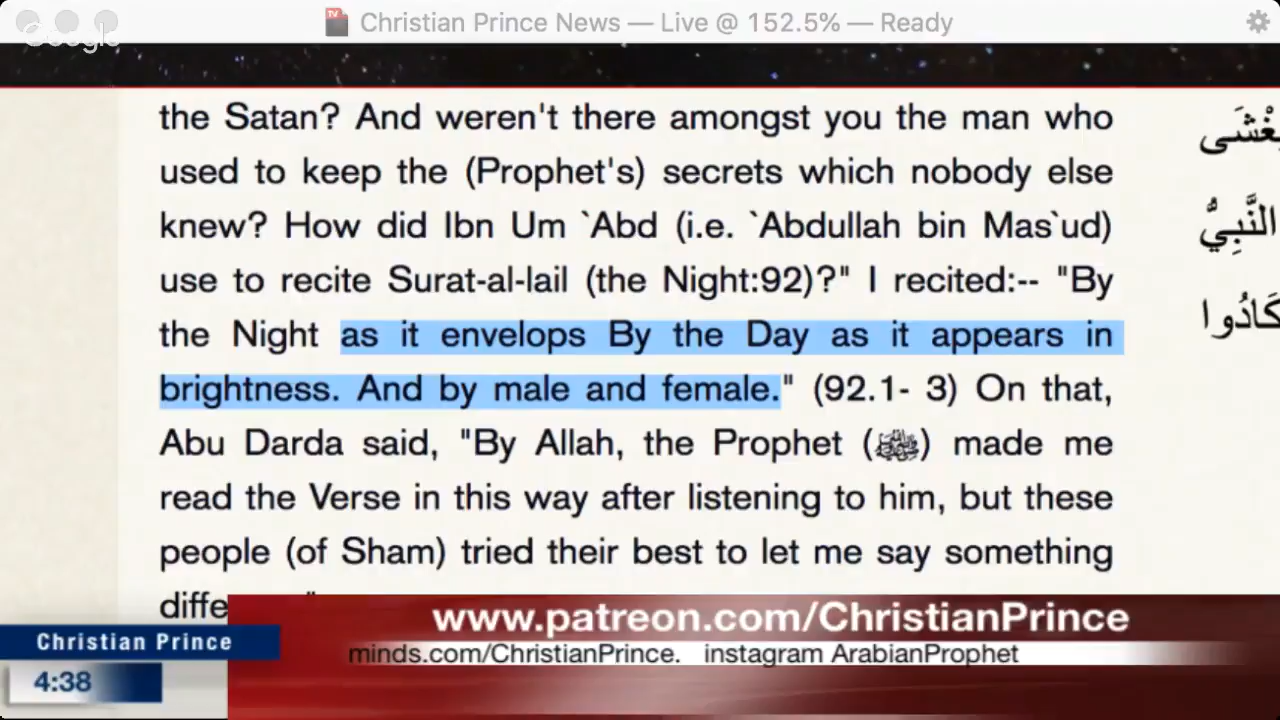 Christian Prince News — Live @ 152.5% — Ready
Google
the Satan? And weren't there amongst you the man who
used to keep the (Prophet's) secrets which nobody else
knew? How did Ibn Um `Abd (i.e. `Abdullah bin Mas`ud)
use to recite Surat-al-lail (the Night:92)?" I recited:-- "By
the Night as it envelops By the Day as it appears in
brightness. And by male and female." (92.1- 3) On that,
Abu Darda said, "By Allah, the Prophet (ﷺ) made me
read the Verse in this way after listening to him, but these
people (of Sham) tried their best to let me say something
النَّبِيُّ
كَادُوا
www.patreon.com/ChristianPrince
minds.com/ChristianPrince. instagram ArabianProphet
Christian Prince
4:38